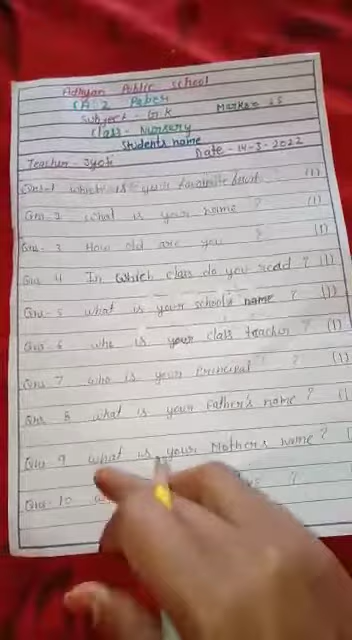 Adhyan Public school
SA-2 Paper
Subject - G.K Marks = 25
Class - Nursery
Students name
Teacher - Jyoti Date - 14-3-2022
Qns-1 which is your favourite fruit (1)
Qns-2 what is your name ? (1)
Qns-3 How old are you ? (1)
Qns 4 In which class do you read ? (1)
Qns-5 what is your school's name ? (1)
Qns-6 who is your class teacher ? (1)
Qns 7 who is your Principal ? (1)
Qns 8 what is your Father's name ? (1)
Qns 9 what is your Mother's name ? (1)
Qns-10 ?